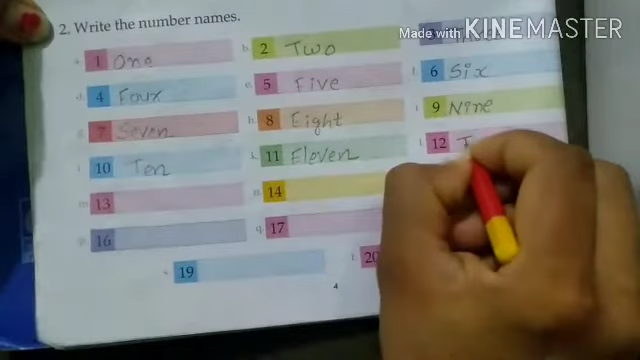 Made with KINEMASTER
2. Write the number names.
a. 1 One b. 2 Two
d. 4 Four e. 5 Five f. 6 Six
g. 7 Seven h. 8 Eight i. 9 Nine
j. 10 Ten k. 11 Eleven l. 12 T
m. 13 n. 14
p. 16 q. 17
s. 19 t. 20
4